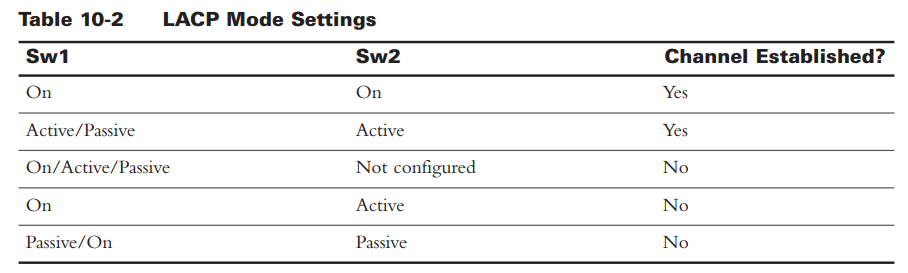 Table 10-2 LACP Mode Settings
Sw1 Sw2 Channel Established?
On On Yes
Active/Passive Active Yes
On/Active/Passive Not configured No
On Active No
Passive/On Passive No